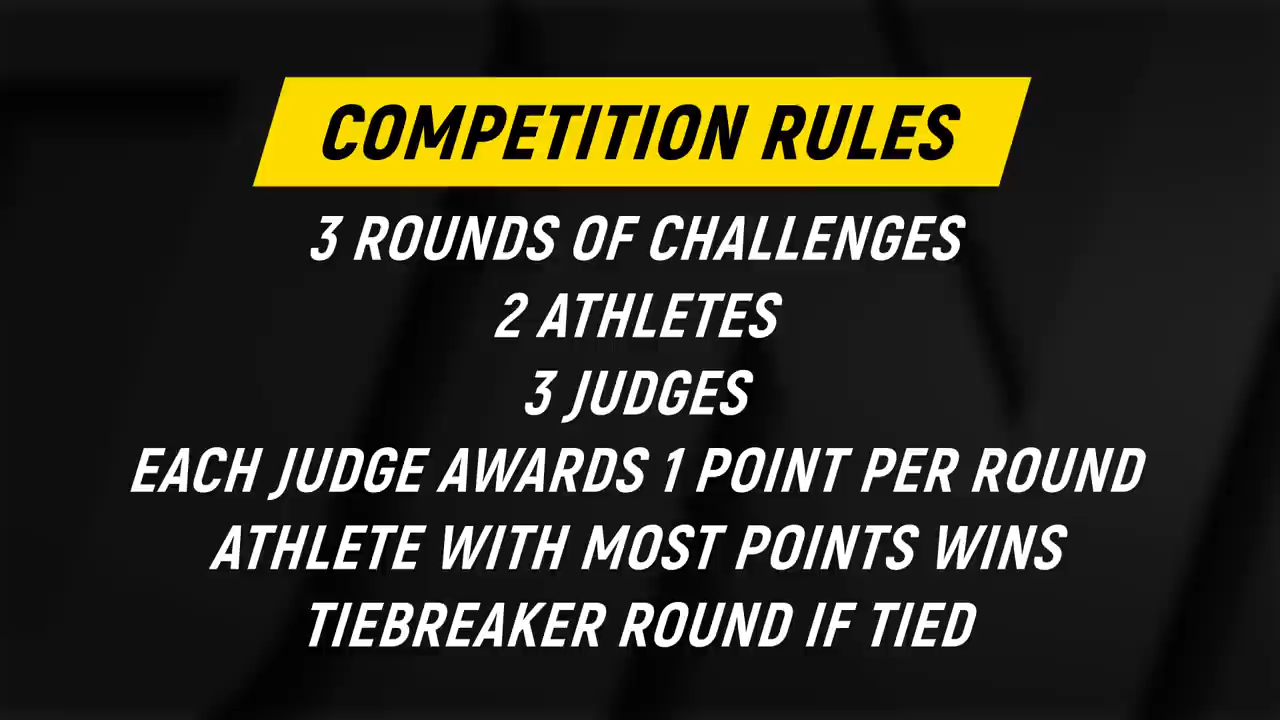 COMPETITION RULES
3 ROUNDS OF CHALLENGES
2 ATHLETES
3 JUDGES
EACH JUDGE AWARDS 1 POINT PER ROUND
ATHLETE WITH MOST POINTS WINS
TIEBREAKER ROUND IF TIED